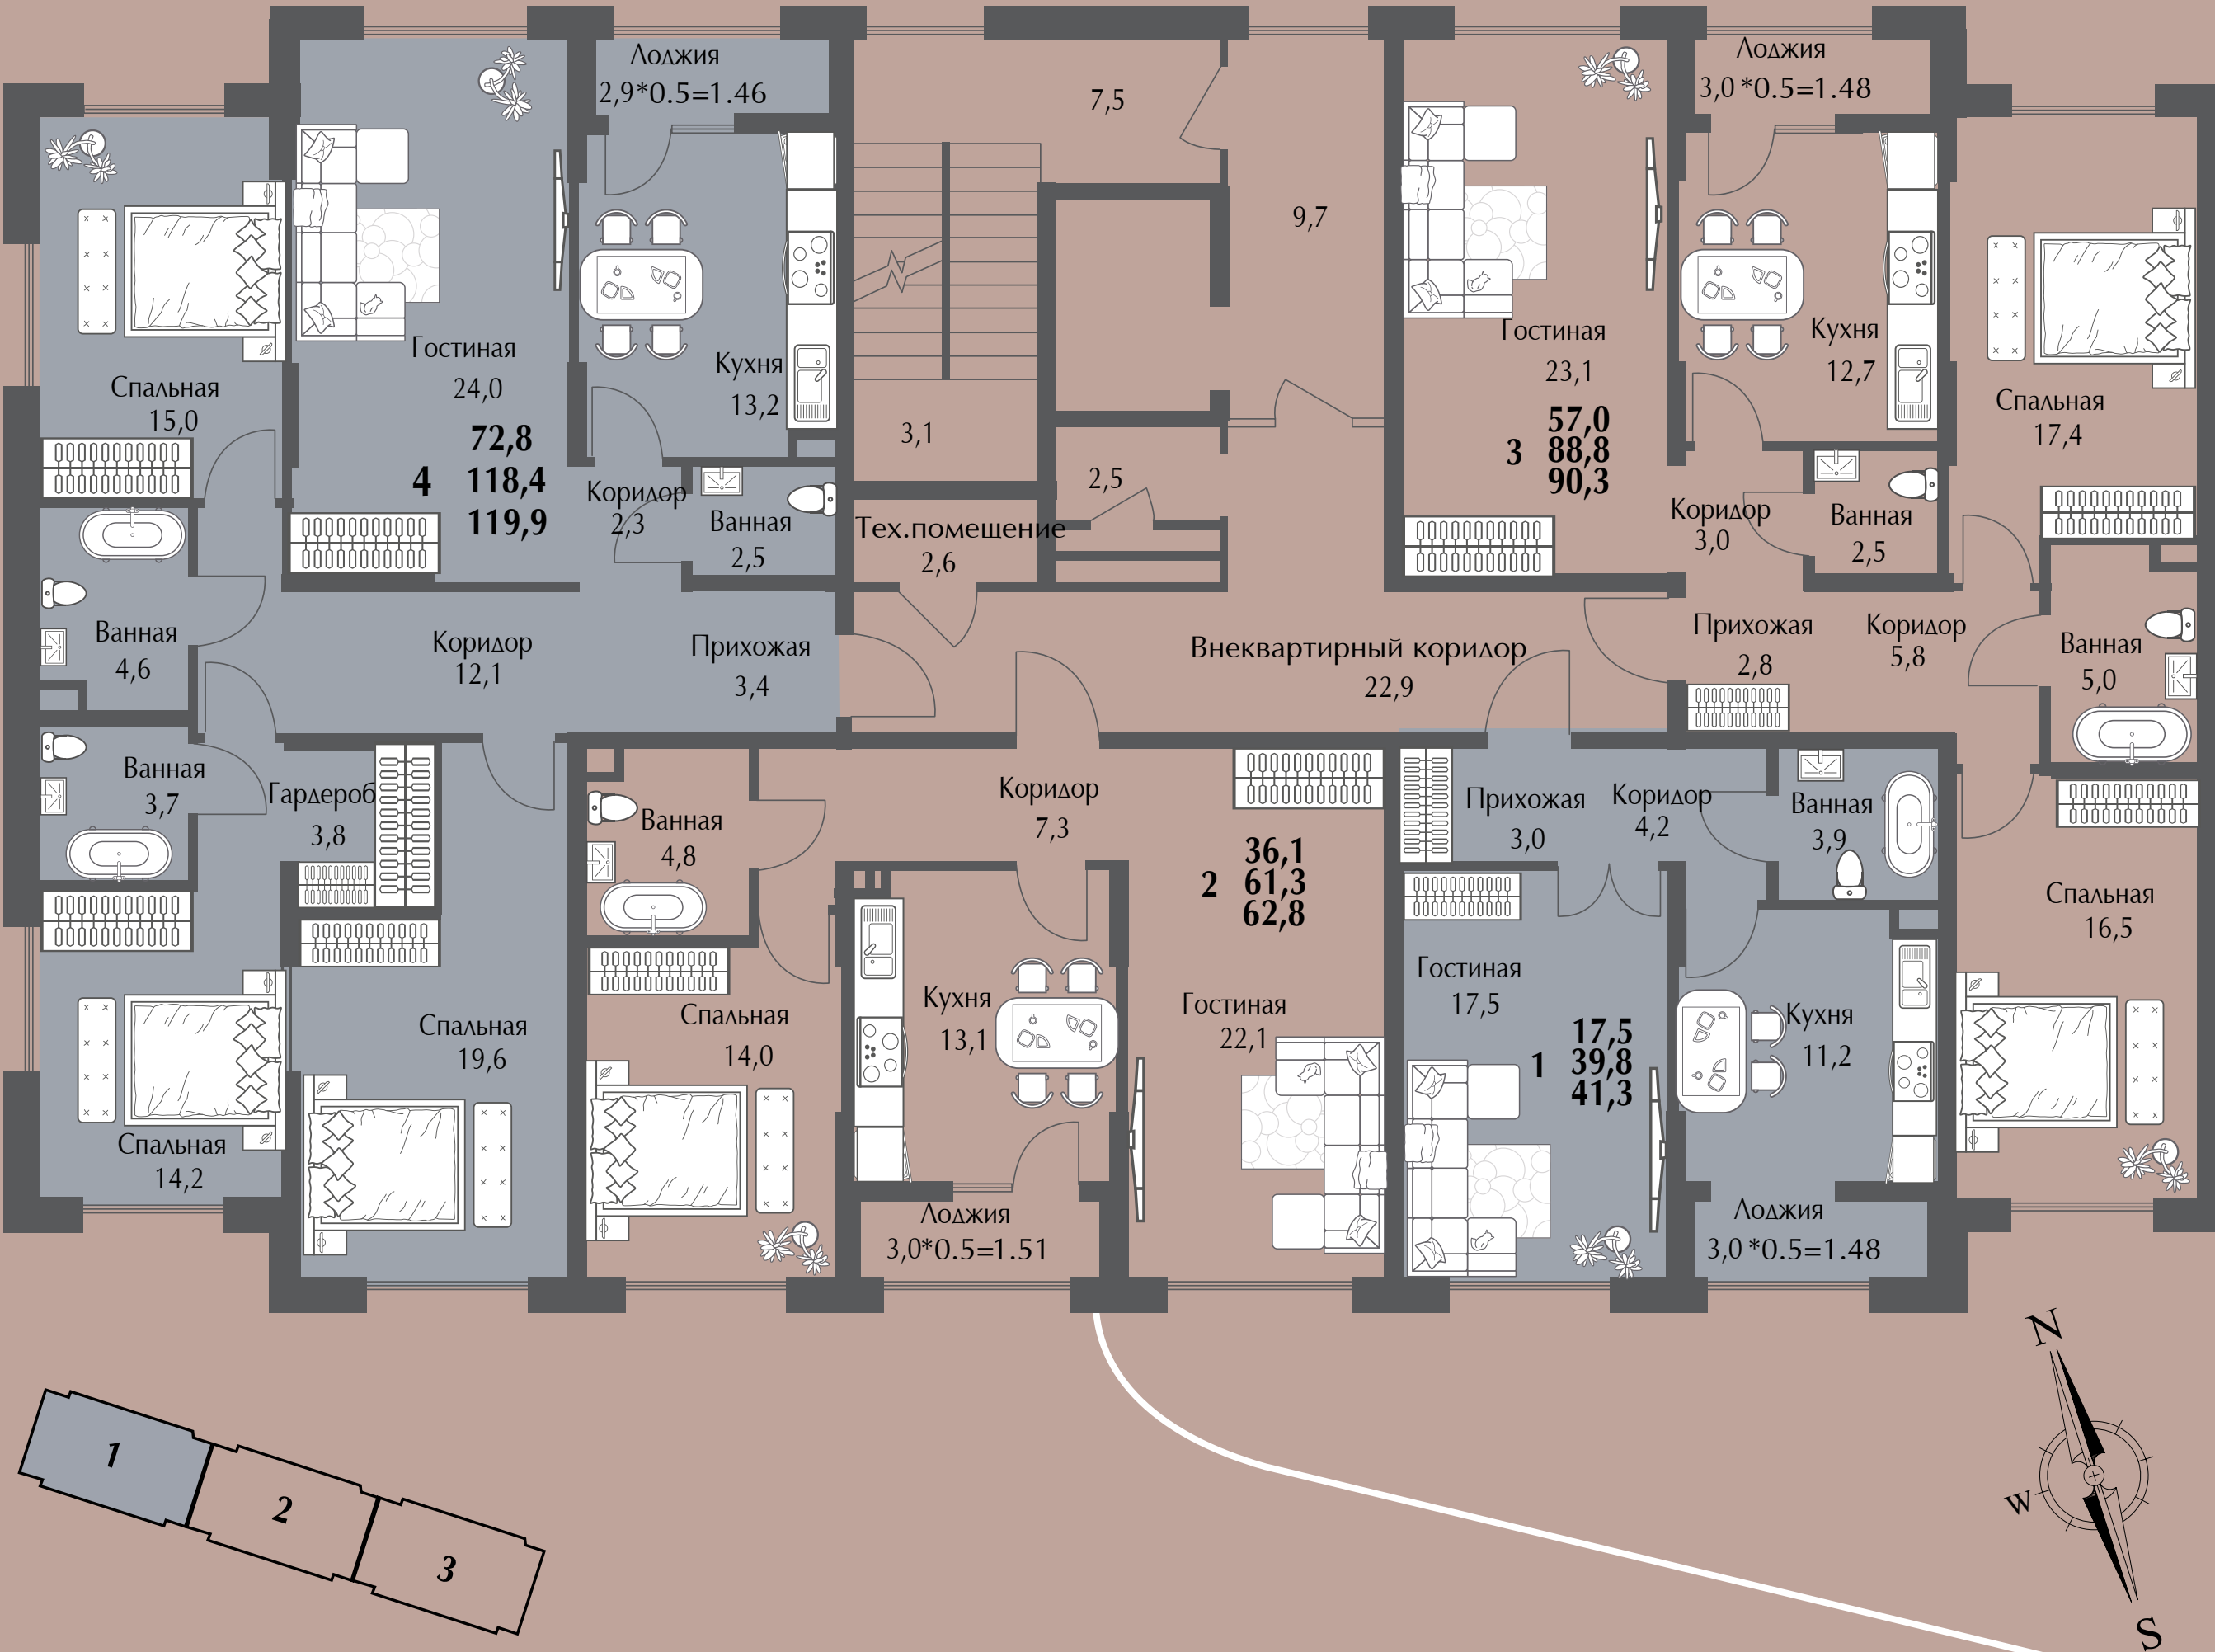 Лоджия
2,9*0.5=1.46
7,5
Лоджия
3,0 *0.5=1.48
9,7
Гостиная
24,0
72,8
4 118,4
119,9
Кухня
13,2
Спальная
15,0
3,1
2,5
Гостиная
23,1
57,0
3 88,8
90,3
Кухня
12,7
Спальная
17,4
Коридор
2,3
Ванная
2,5
Тех.помещение
2,6
Коридор
3,0
Ванная
2,5
Ванная
4,6
Коридор
12,1
Прихожая
3,4
Внеквартирный коридор
22,9
Прихожая
2,8
Коридор
5,8
Ванная
5,0
Ванная
3,7
Гардероб
3,8
Ванная
4,8
Коридор
7,3
36,1
2 61,3
62,8
Прихожая
3,0
Коридор
4,2
Ванная
3,9
Спальная
16,5
Спальная
19,6
Спальная
14,0
Кухня
13,1
Гостиная
22,1
Гостиная
17,5
17,5
1 39,8
41,3
Кухня
11,2
Спальная
14,2
Лоджия
3,0*0.5=1.51
Лоджия
3,0 *0.5=1.48
1
2
3
N
W
S